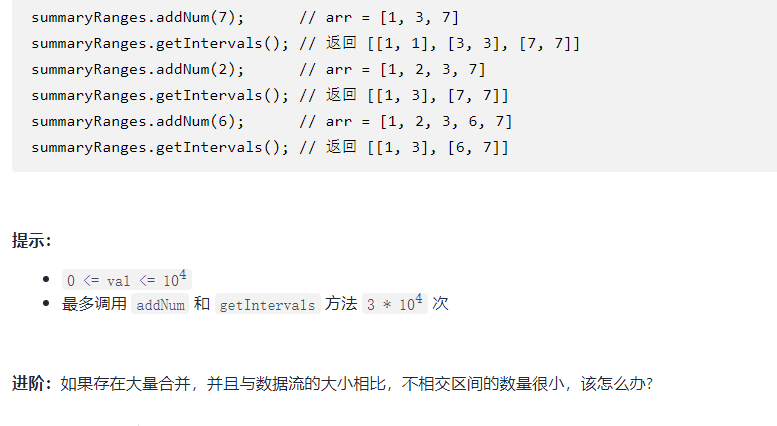 summaryRanges.addNum(7);      // arr = [1, 3, 7]
summaryRanges.getIntervals(); // 返回 [[1, 1], [3, 3], [7, 7]]
summaryRanges.addNum(2);      // arr = [1, 2, 3, 7]
summaryRanges.getIntervals(); // 返回 [[1, 3], [7, 7]]
summaryRanges.addNum(6);      // arr = [1, 2, 3, 6, 7]
summaryRanges.getIntervals(); // 返回 [[1, 3], [6, 7]]
提示：
• 0 <= val <= 10⁴
• 最多调用 addNum 和 getIntervals 方法 3 * 10⁴ 次
进阶：如果存在大量合并，并且与数据流的大小相比，不相交区间的数量很小，该怎么办?